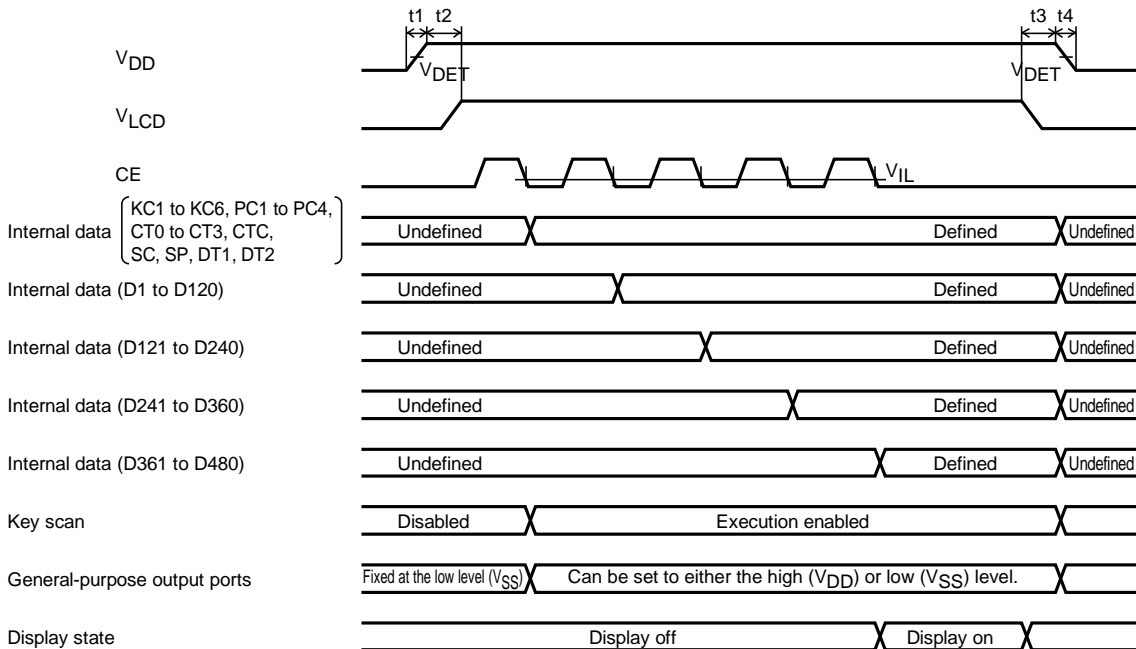 t1 t2 t3 t4
VDD
VDET VDET
VLCD
CE VIL
KC1 to KC6, PC1 to PC4,
Internal data CT0 to CT3, CTC, Undefined Defined Undefined
SC, SP, DT1, DT2
Internal data (D1 to D120) Undefined Defined Undefined
Internal data (D121 to D240) Undefined Defined Undefined
Internal data (D241 to D360) Undefined Defined Undefined
Internal data (D361 to D480) Undefined Defined Undefined
Key scan Disabled Execution enabled
General-purpose output ports Fixed at the low level (VSS) Can be set to either the high (VDD) or low (VSS) level.
Display state Display off Display on